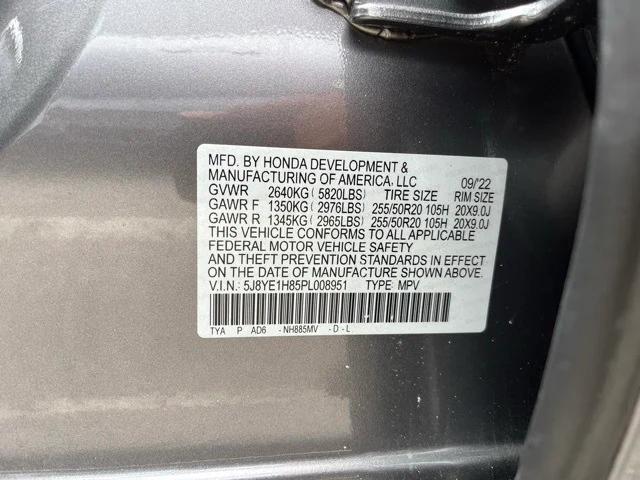 MFD. BY HONDA DEVELOPMENT &
MANUFACTURING OF AMERICA. LLC 09/'22
GVWR 2640KG ( 5820LBS) TIRE SIZE RIM SIZE
GAWR F 1350KG ( 2976LBS) 255/50R20 105H 20X9.0J
GAWR R 1345KG ( 2965LBS) 255/50R20 105H 20X9.0J
THIS VEHICLE CONFORMS TO ALL APPLICABLE
FEDERAL MOTOR VEHICLE SAFETY
AND THEFT PREVENTION STANDARDS IN EFFECT
ON THE DATE OF MANUFACTURE SHOWN ABOVE.
V.I.N.: 5J8YE1H85PL008951 TYPE: MPV
TYA P AD6 -NH885MV -D-L